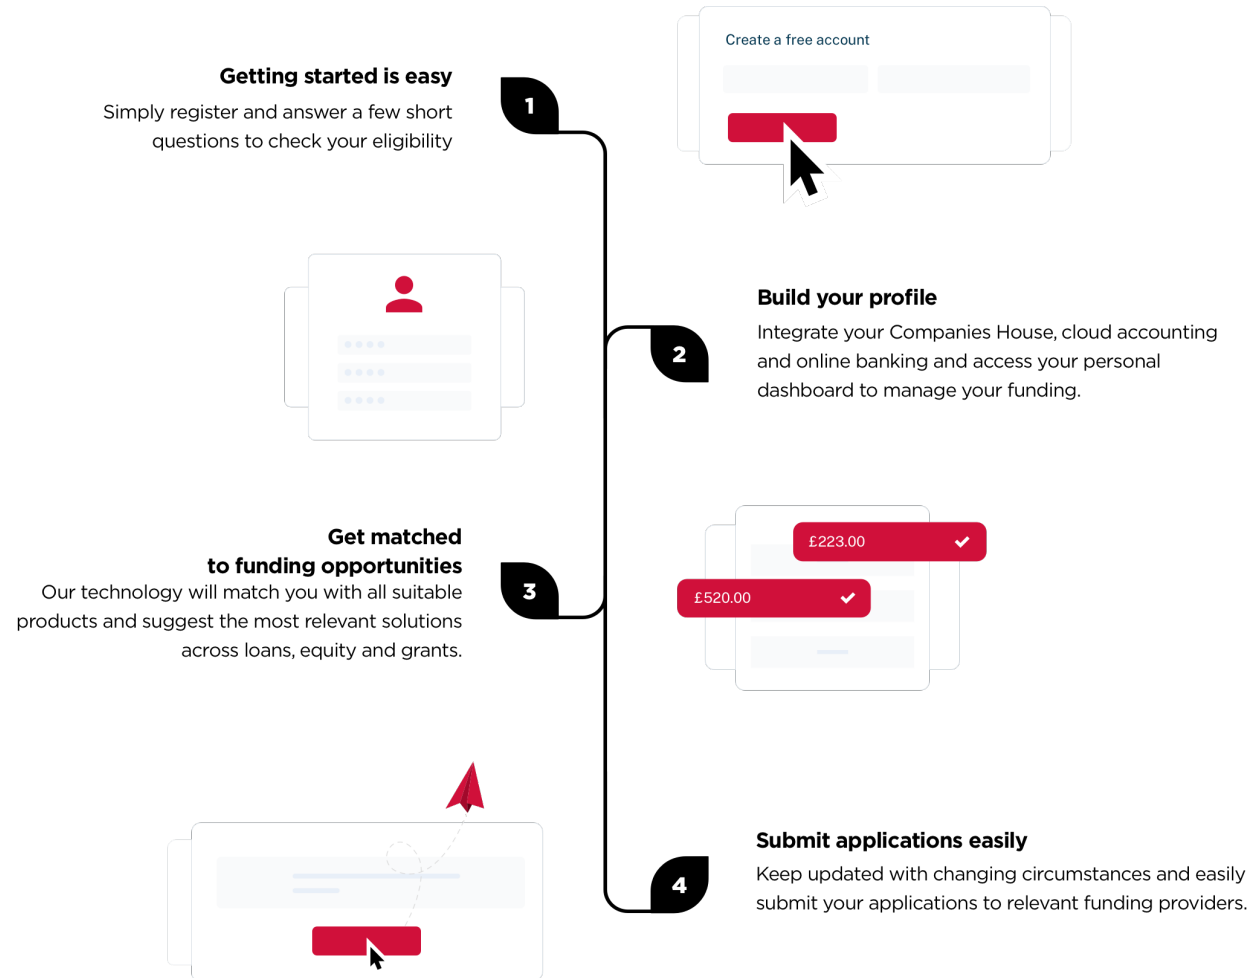 Create a free account
Getting started is easy
Simply register and answer a few short
questions to check your eligibility
1
Build your profile
Integrate your Companies House, cloud accounting
and online banking and access your personal
dashboard to manage your funding.
2
Get matched
to funding opportunities
Our technology will match you with all suitable
products and suggest the most relevant solutions
across loans, equity and grants.
3
£223.00
£520.00
Submit applications easily
Keep updated with changing circumstances and easily
submit your applications to relevant funding providers.
4